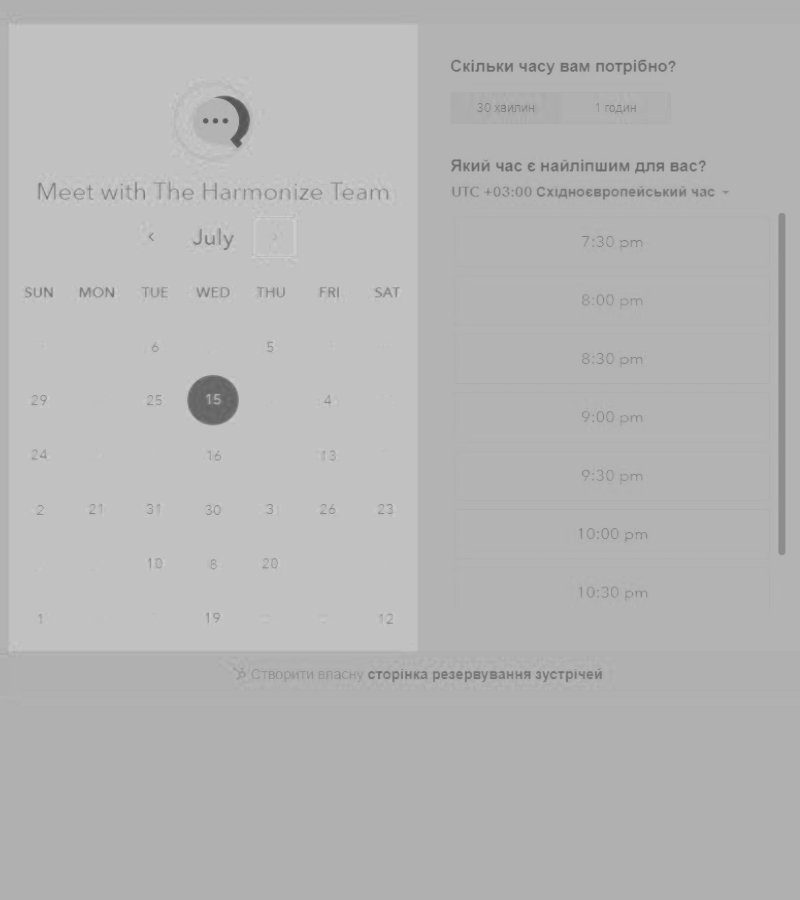 Meet with The Harmonize Team
July
SUN MON TUE WED THU FRI SAT
6 5
29 25 15 4
24 16 13
2 21 31 30 3 26 23
10 8 20
1 19 12
Скільки часу вам потрібно?
30 хвилин 1 годин
Який час є найліпшим для вас?
UTC +03:00 Східноєвропейський час
7:30 pm
8:00 pm
8:30 pm
9:00 pm
9:30 pm
10:00 pm
10:30 pm
Створити власну сторінка резервування зустрічей